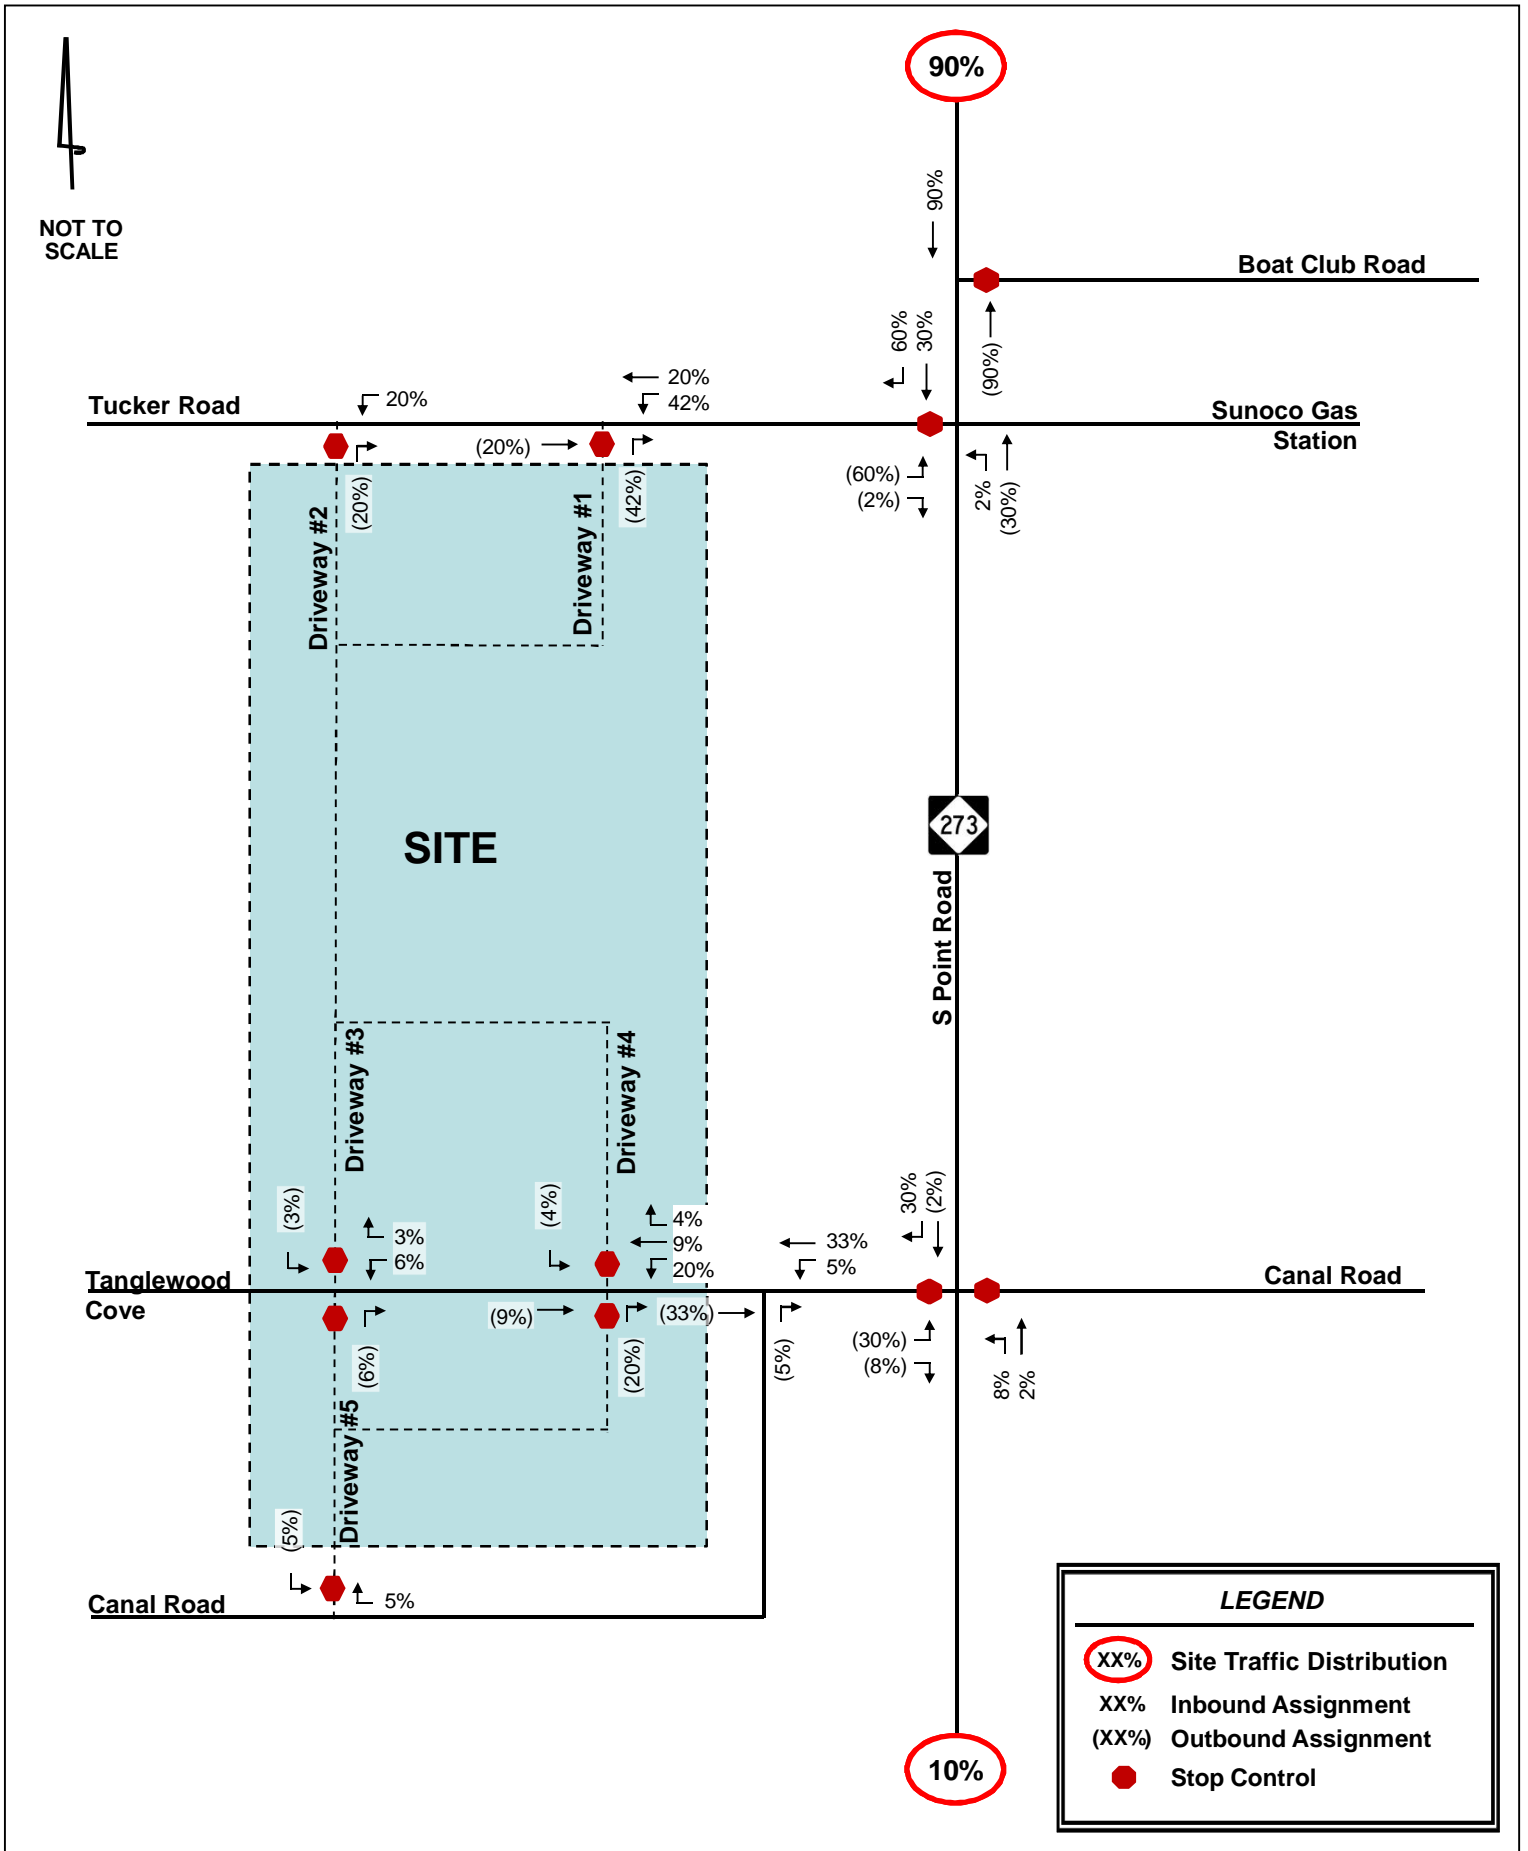 90%
NOT TO
SCALE
90%
Boat Club Road
60%
30%
(90%)
Tucker Road
20%
20%
42%
Sunoco Gas
Station
(20%)
(20%)
(42%)
(60%)
(2%)
2%
(30%)
Driveway #2
Driveway #1
SITE
273
S Point Road
Driveway #3
Driveway #4
(3%)
3%
6%
(4%)
4%
9%
20%
33%
5%
30%
(2%)
Tanglewood
Cove
Canal Road
(9%)
(33%)
(6%)
(20%)
(5%)
(30%)
(8%)
8%
2%
Driveway #5
(5%)
5%
Canal Road
LEGEND
XX% Site Traffic Distribution
XX% Inbound Assignment
(XX%) Outbound Assignment
Stop Control
10%